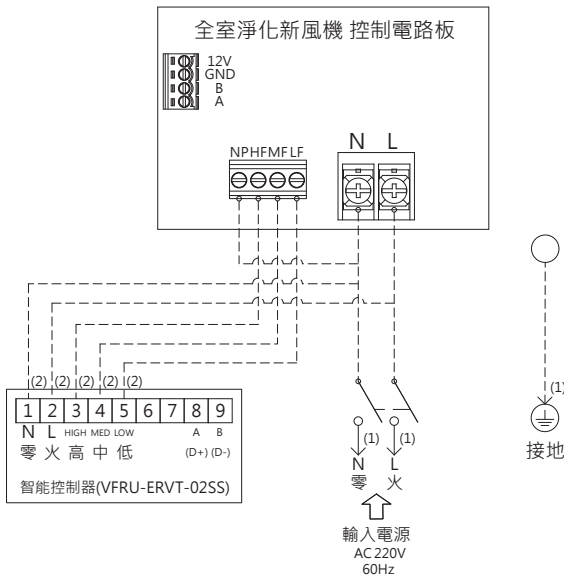 全室淨化新風機 控制電路板
12V
GND
B
A
NPHFMFLF
N L
(2) (2) (2) (2) (2)
1 2 3 4 5 6 7 8 9
N L HIGH MED LOW A B
零 火 高 中 低 (D+) (D-)
智能控制器(VFRU-ERVT-02SS)
(1) (1)
N L
零 火
輸入電源
AC 220V
60Hz
(1)
接地